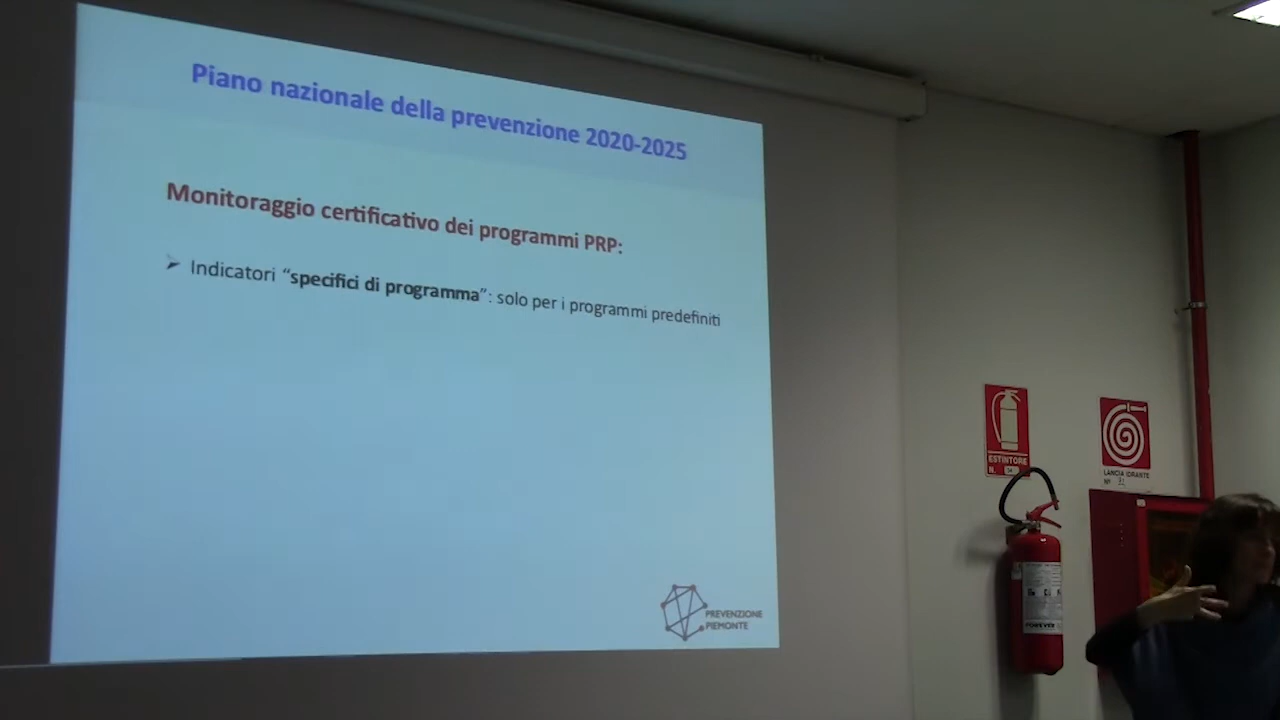 Piano nazionale della prevenzione 2020-2025
Monitoraggio certificativo dei programmi PRP:
➢ Indicatori “specifici di programma”: solo per i programmi predefiniti
PREVENZIONE
PIEMONTE
ESTINTORE
N.
LANCIA IDRANTE
N°